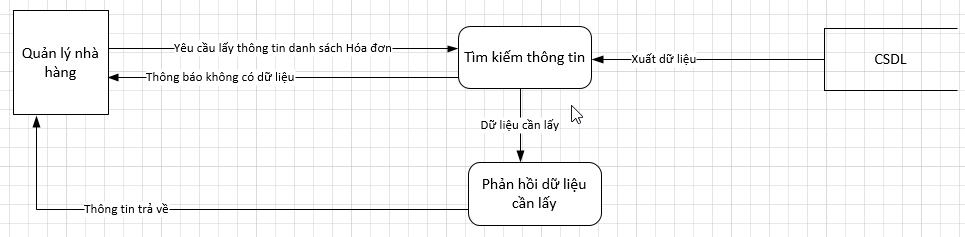 Quản lý nhà
hàng
Yêu cầu lấy thông tin danh sách Hóa đơn
Thông báo không có dữ liệu
Tìm kiếm thông tin
Xuất dữ liệu
CSDL
Dữ liệu cần lấy
Phản hồi dữ liệu
cần lấy
Thông tin trả về